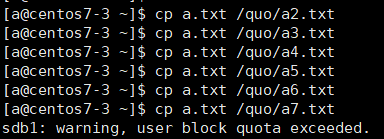 [a@centos7-3 ~]$ cp a.txt /quo/a2.txt
[a@centos7-3 ~]$ cp a.txt /quo/a3.txt
[a@centos7-3 ~]$ cp a.txt /quo/a4.txt
[a@centos7-3 ~]$ cp a.txt /quo/a5.txt
[a@centos7-3 ~]$ cp a.txt /quo/a6.txt
[a@centos7-3 ~]$ cp a.txt /quo/a7.txt
sdb1: warning, user block quota exceeded.